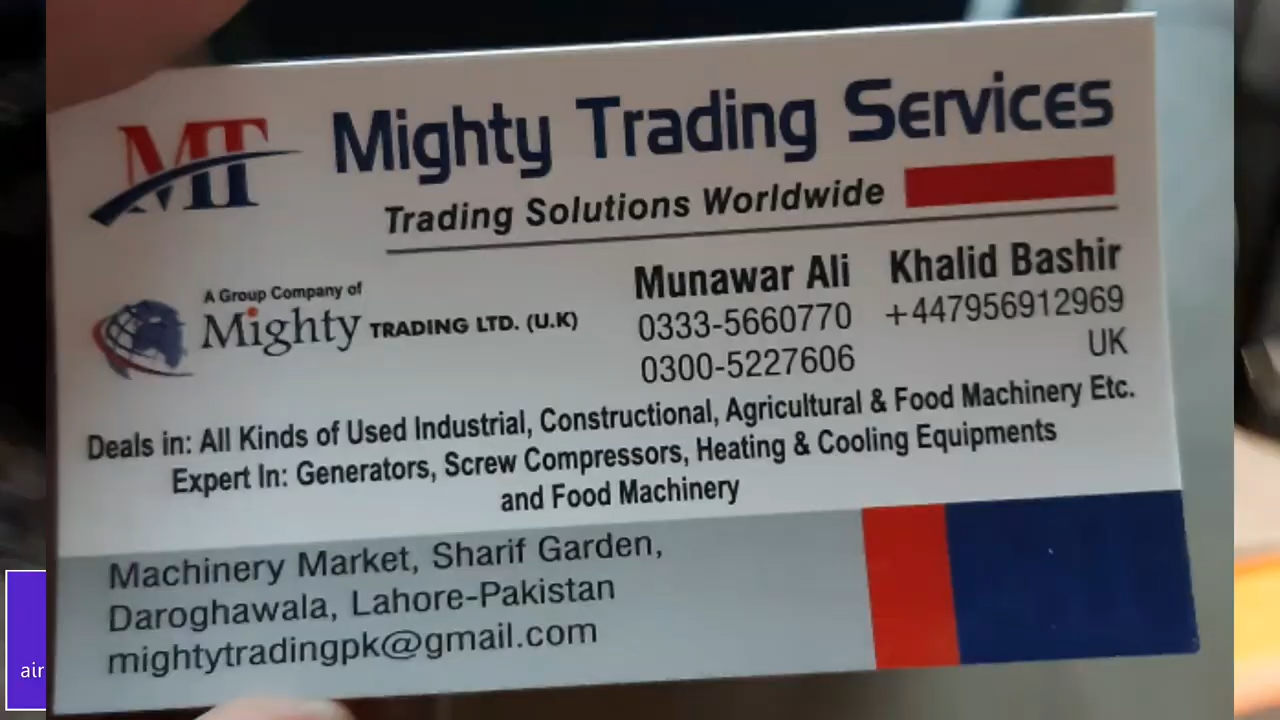 MT Mighty Trading Services
Trading Solutions Worldwide
A Group Company of
Mighty TRADING LTD. (U.K)
Munawar Ali
0333-5660770
0300-5227606
Khalid Bashir
+447956912969
UK
Deals in: All Kinds of Used Industrial, Constructional, Agricultural & Food Machinery Etc.
Expert In: Generators, Screw Compressors, Heating & Cooling Equipments
and Food Machinery
Machinery Market, Sharif Garden,
Daroghawala, Lahore-Pakistan
mightytradingpk@gmail.com
air